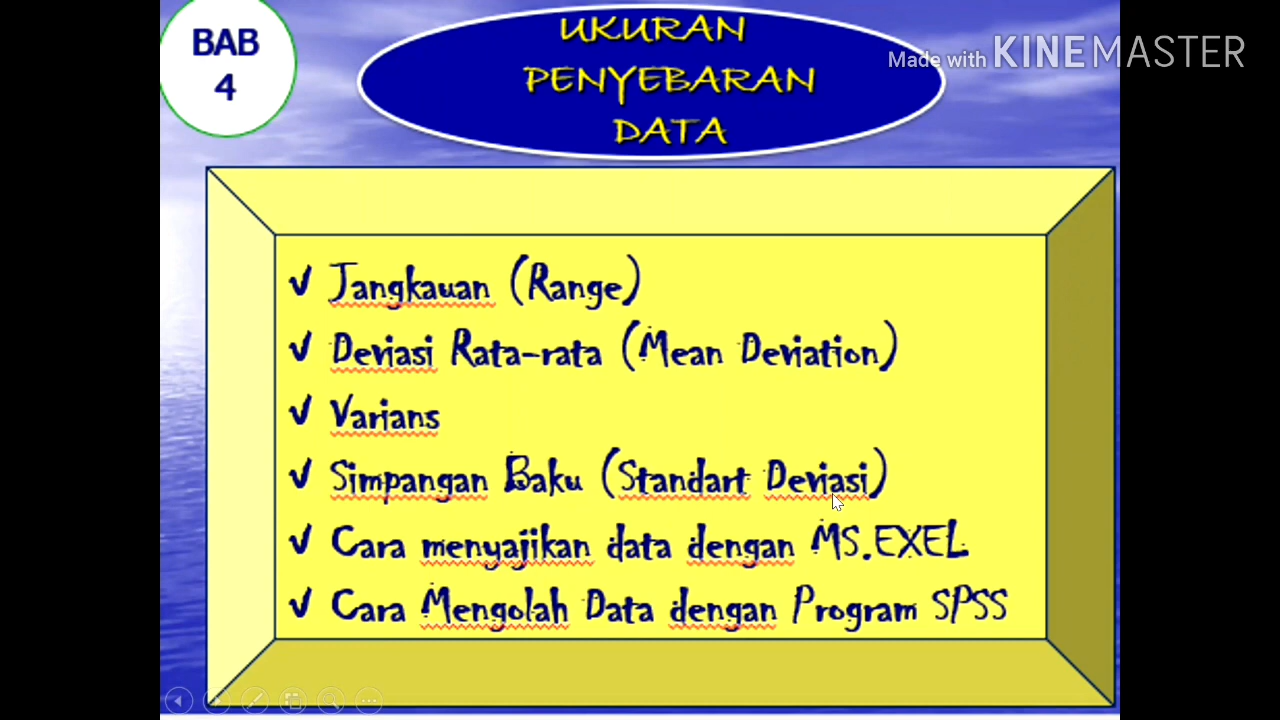 BAB
4
UKURAN
PENYEBARAN
DATA
Made with KINEMASTER
√ Jangkauan (Range)
√ Deviasi Rata-rata (Mean Deviation)
√ Varians
√ Simpangan Baku (Standart Deviasi)
√ Cara menyajikan data dengan MS.EXEL
√ Cara Mengolah Data dengan Program SPSS